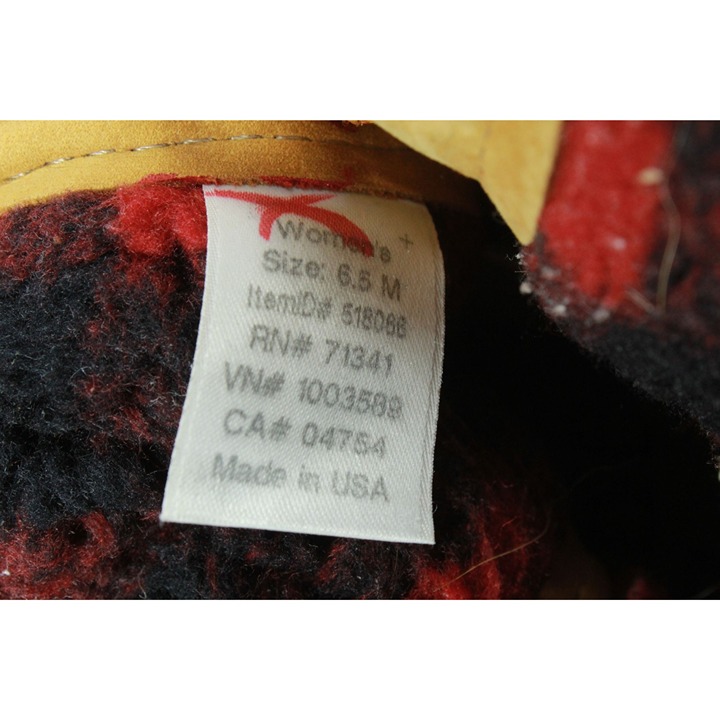 Women's
Size: 6.5 M
ItemID# 518066
RN# 71341
VN# 1003589
CA# 04754
Made in USA